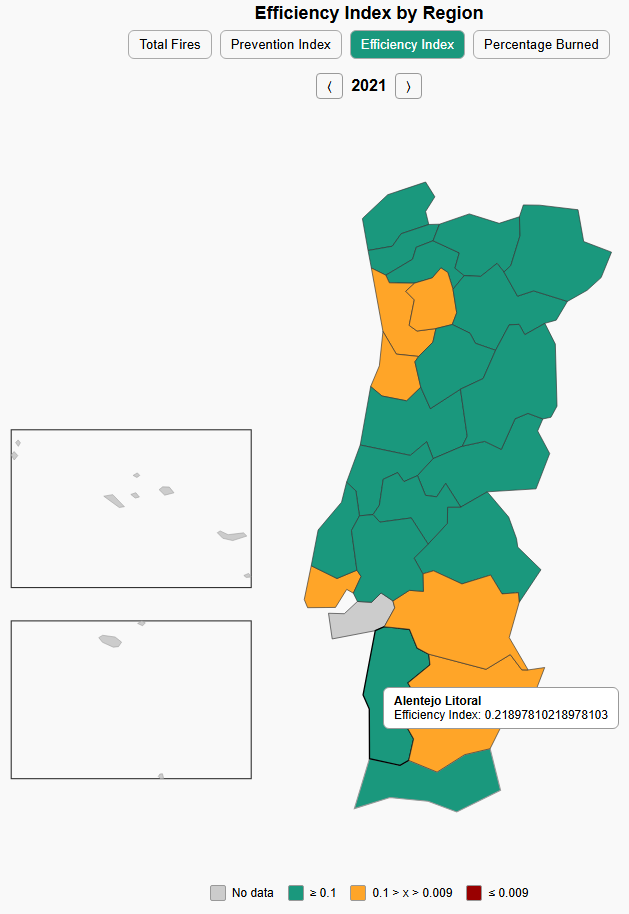 Efficiency Index by Region
Total Fires Prevention Index Efficiency Index Percentage Burned
⟨ 2021 ⟩
Alentejo Litoral
Efficiency Index: 0.21897810218978103
No data ≥ 0.1 0.1 > x > 0.009 ≤ 0.009